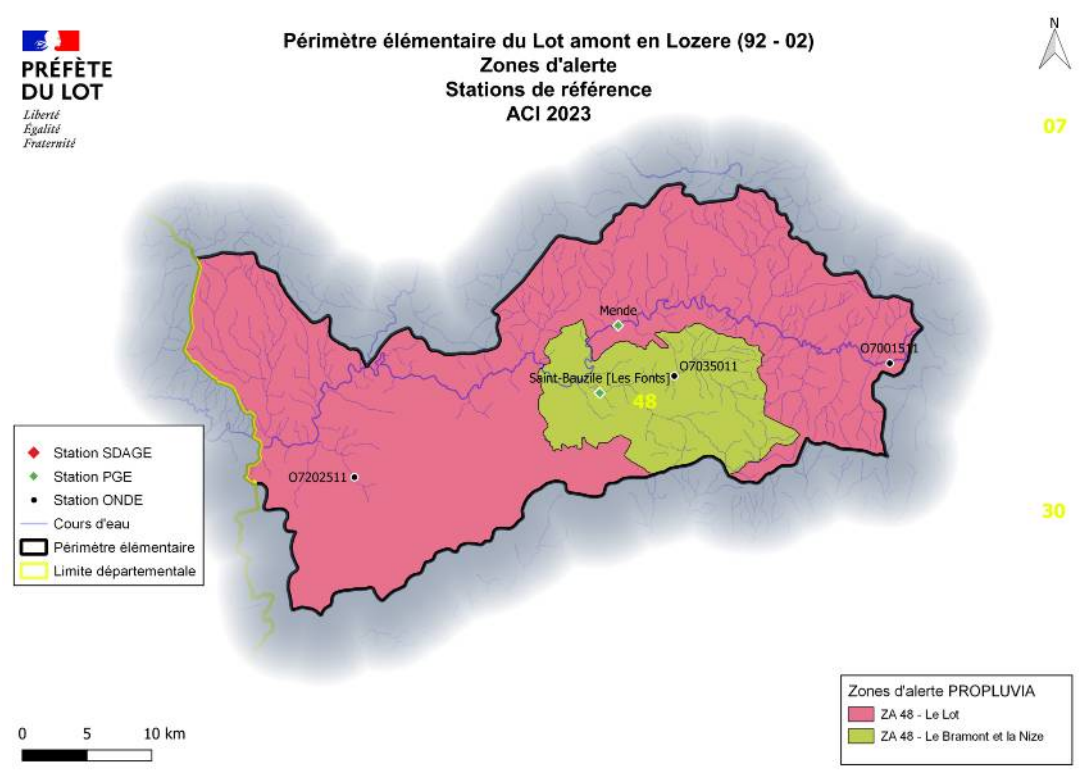 PRÉFÈTE
DU LOT
Liberté
Égalité
Fraternité
Périmètre élémentaire du Lot amont en Lozere (92 - 02)
Zones d'alerte
Stations de référence
ACI 2023
N
07
Mende
O7001511
O7035011
Saint-Bauzile [Les Fonts]
48
O7202511
30
Station SDAGE
Station PGE
Station ONDE
Cours d'eau
Périmètre élémentaire
Limite départementale
Zones d'alerte PROPLUVIA
ZA 48 - Le Lot
ZA 48 - Le Bramont et la Nize
0 5 10 km